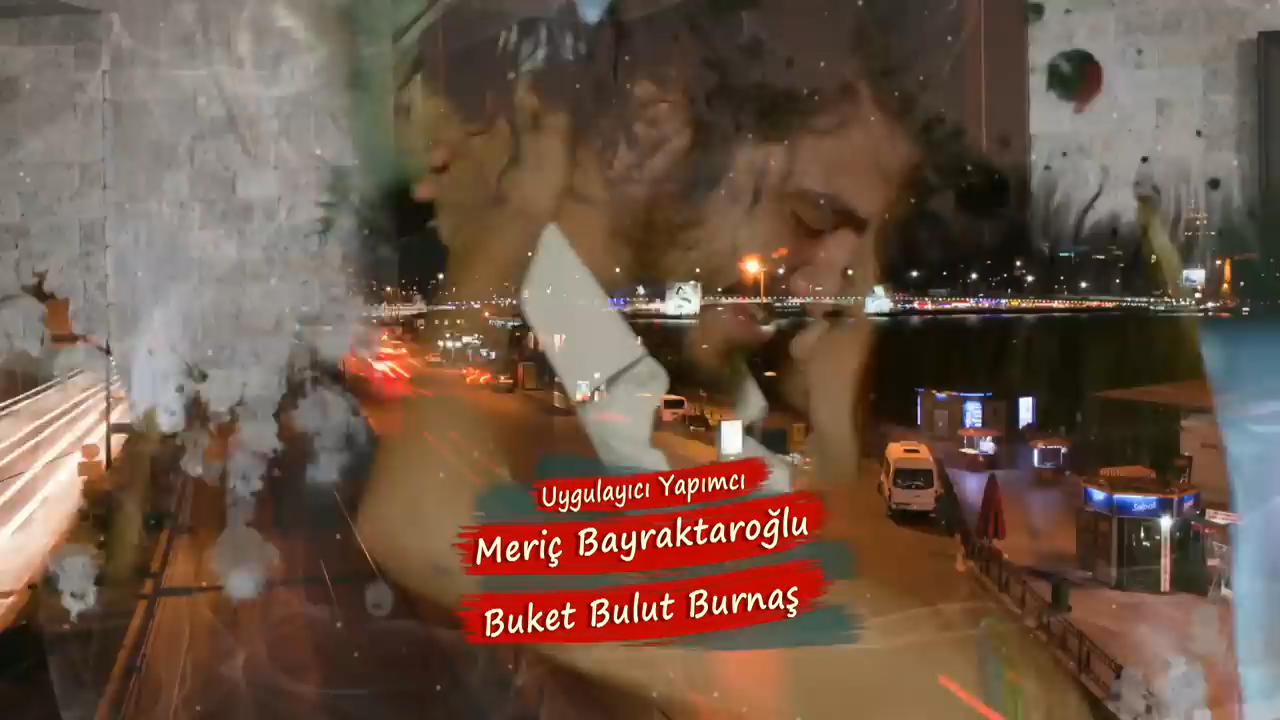 Uygulayıcı Yapımcı
Meriç Bayraktaroğlu
Buket Bulut Burnaş